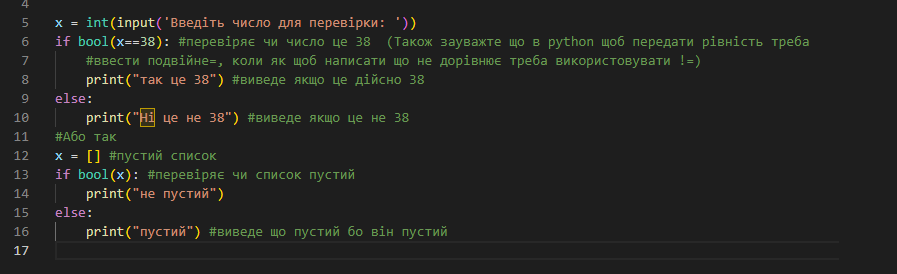 4
5 x = int(input('Введіть число для перевірки: '))
6 if bool(x==38): #перевіряє чи число це 38  (Також зауважте що в python щоб передати рівність треба
7     #ввести подвійне=, коли як щоб написати що не дорівнює треба використовувати !=)
8     print("так це 38") #виведе якщо це дійсно 38
9 else:
10     print("Ні це не 38") #виведе якщо це не 38
11 #Або так
12 x = [] #пустий список
13 if bool(x): #перевіряє чи список пустий
14     print("не пустий")
15 else:
16     print("пустий") #виведе що пустий бо він пустий
17